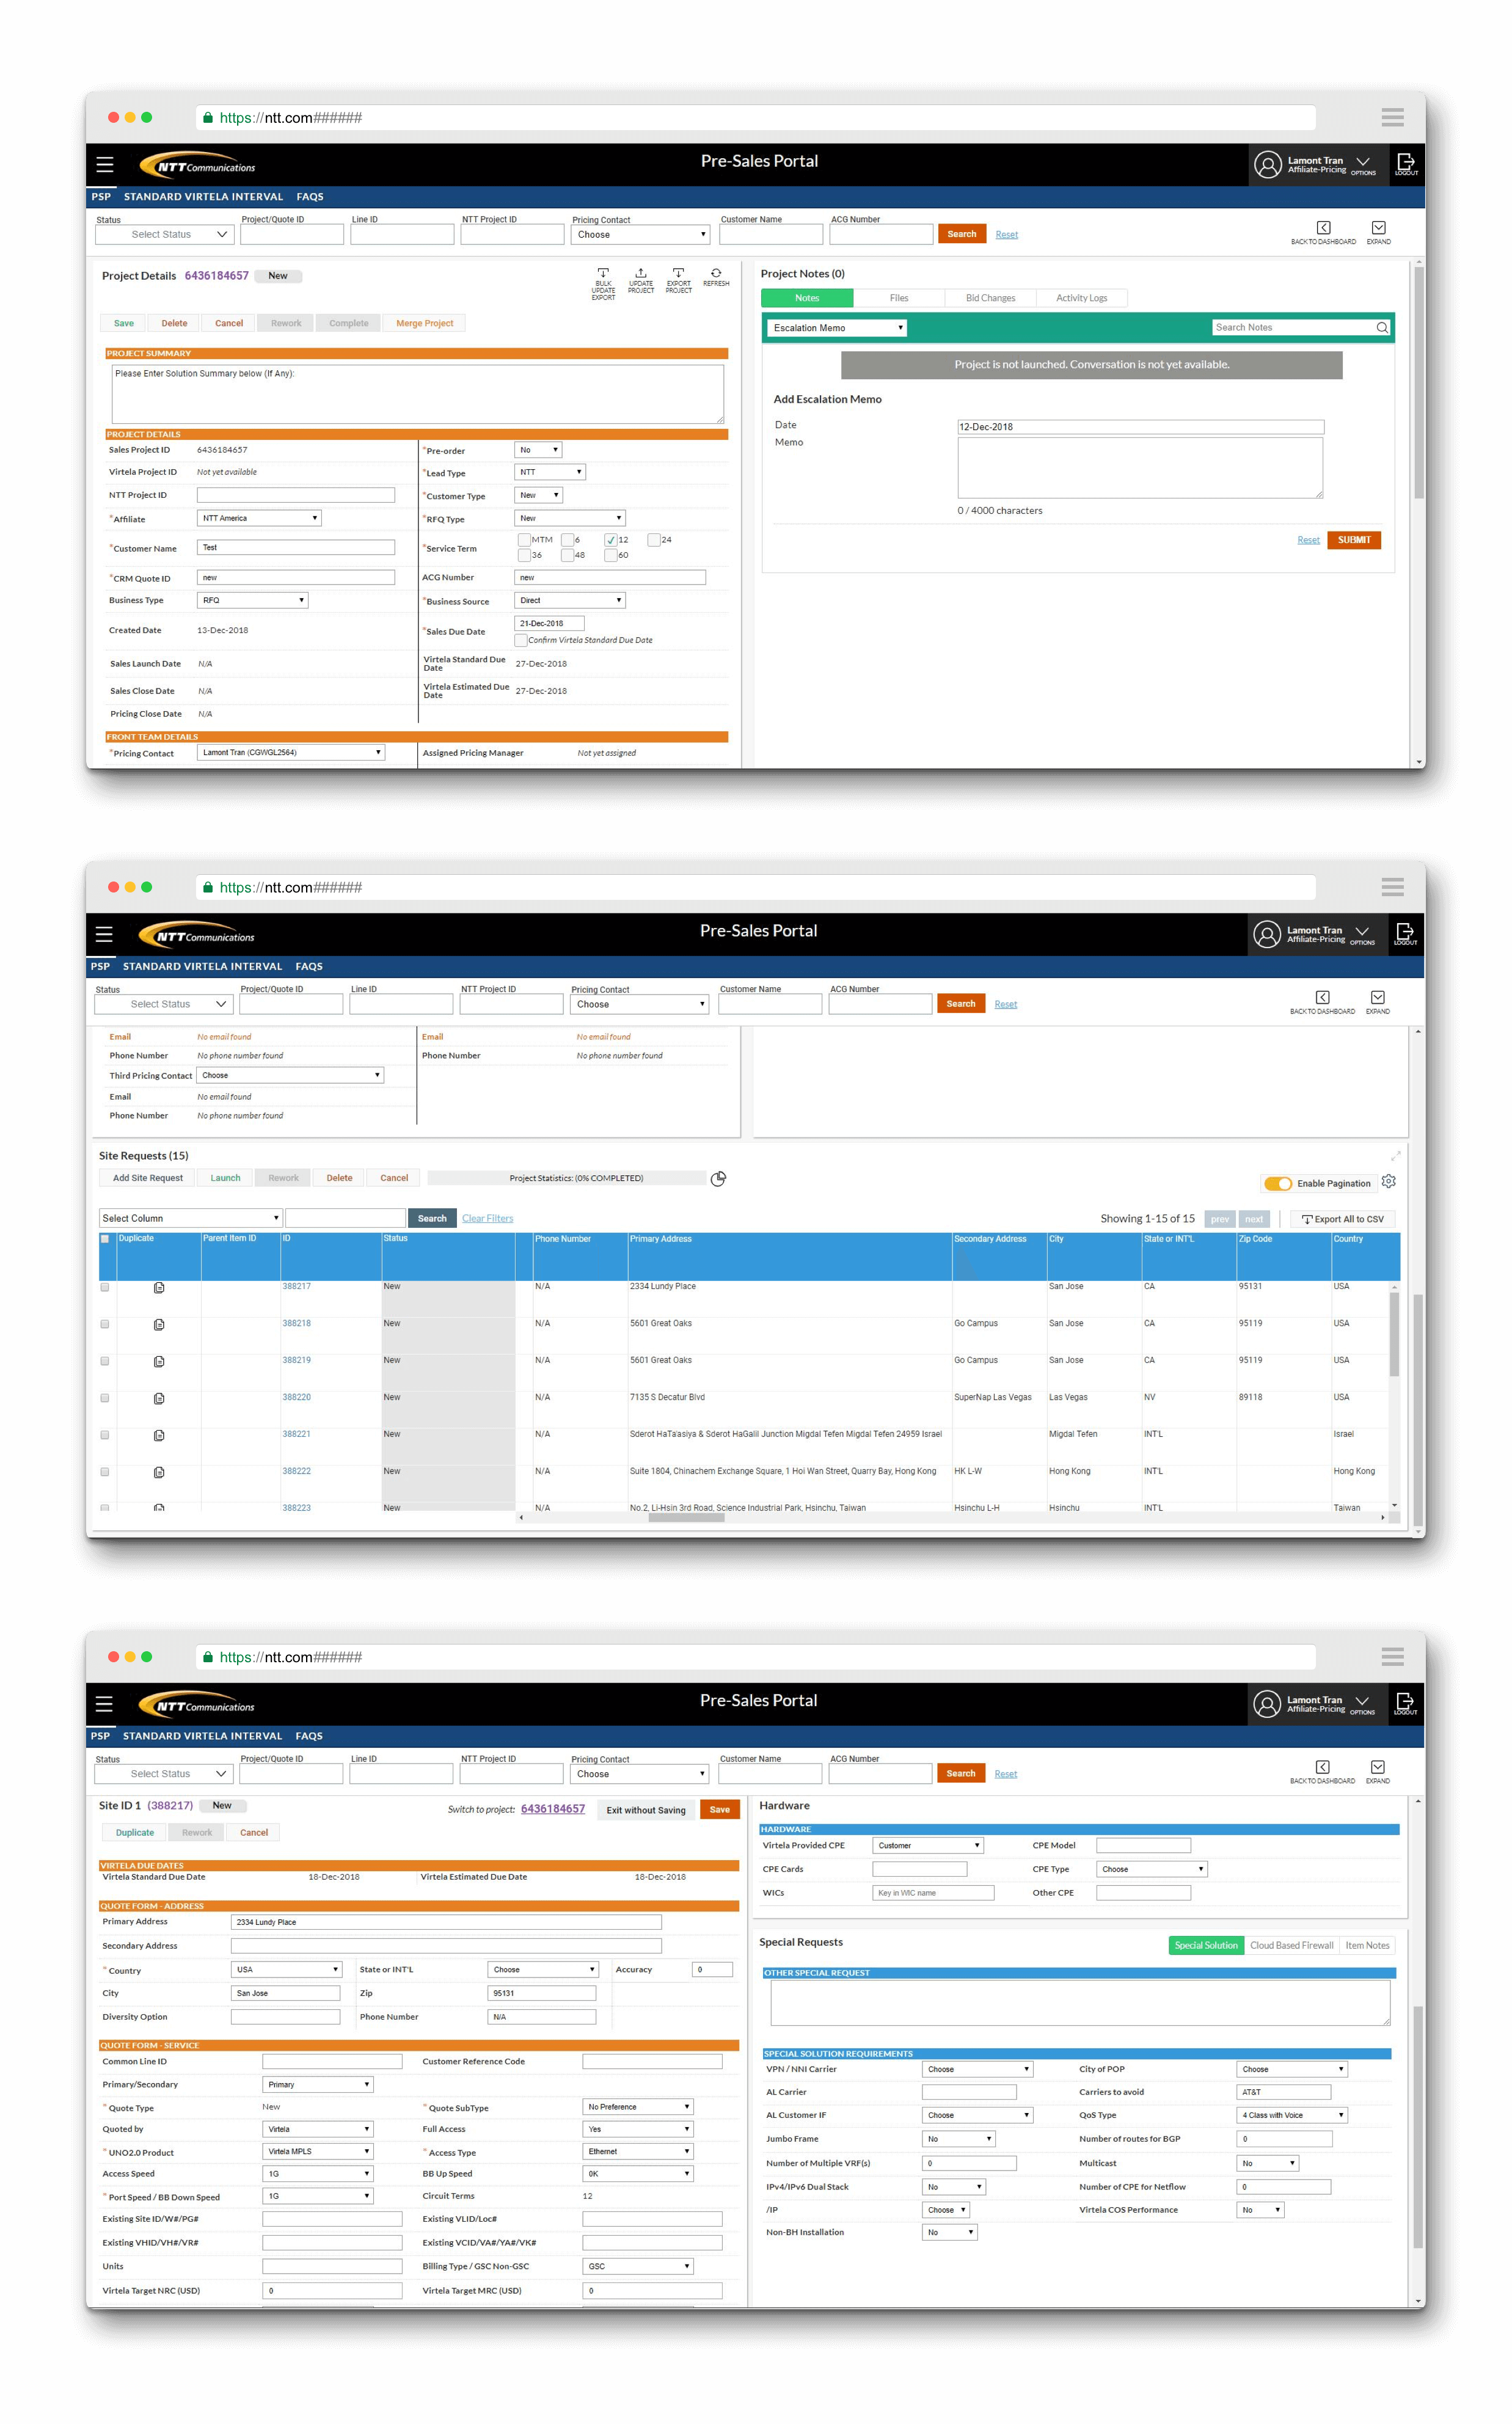 https://ntt.com######
NTT Communications
Pre-Sales Portal
Lamont Tran
Affiliate-Pricing
OPTIONS
LOGOUT
PSP STANDARD VIRTELA INTERVAL FAQS
Status Project/Quote ID Line ID NTT Project ID Pricing Contact Customer Name ACG Number
Select Status Choose Search Reset
BACK TO DASHBOARD EXPAND
Project Details 6436184657 New
BULK UPDATE EXPORT
UPDATE PROJECT
EXPORT PROJECT
REFRESH
Save Delete Cancel Rework Complete Merge Project
PROJECT SUMMARY
Please Enter Solution Summary below (If Any):
PROJECT DETAILS
Sales Project ID 6436184657 *Pre-order No
Virtela Project ID Not yet available *Lead Type NTT
NTT Project ID *Customer Type New
*Affiliate NTT America *RFQ Type New
*Customer Name Test *Service Term MTM 6 12 24
36 48 60
*CRM Quote ID new ACG Number new
Business Type RFQ *Business Source Direct
Created Date 13-Dec-2018 *Sales Due Date 21-Dec-2018
Confirm Virtela Standard Due Date
Sales Launch Date N/A Virtela Standard Due Date 27-Dec-2018
Sales Close Date N/A Virtela Estimated Due Date 27-Dec-2018
Pricing Close Date N/A
FRONT TEAM DETAILS
*Pricing Contact Lamont Tran (CGWGL2564) Assigned Pricing Manager Not yet assigned
Project Notes (0)
Notes Files Bid Changes Activity Logs
Escalation Memo Search Notes
Project is not launched. Conversation is not yet available.
Add Escalation Memo
Date 12-Dec-2018
Memo
0 / 4000 characters
Reset SUBMIT
https://ntt.com######
NTT Communications
Pre-Sales Portal
Lamont Tran
Affiliate-Pricing
OPTIONS
LOGOUT
PSP STANDARD VIRTELA INTERVAL FAQS
Status Project/Quote ID Line ID NTT Project ID Pricing Contact Customer Name ACG Number
Select Status Choose Search Reset
BACK TO DASHBOARD EXPAND
Email No email found Email No email found
Phone Number No phone number found Phone Number No phone number found
Third Pricing Contact Choose
Email No email found
Phone Number No phone number found
Site Requests (15)
Add Site Request Launch Rework Delete Cancel Project Statistics: (0% COMPLETED) Enable Pagination
Select Column Search Clear Filters Showing 1-15 of 15 prev next Export All to CSV
Duplicate Parent Item ID ID Status Phone Number Primary Address Secondary Address City State or INT'L Zip Code Country
388217 New N/A 2334 Lundy Place San Jose CA 95131 USA
388218 New N/A 5601 Great Oaks Go Campus San Jose CA 95119 USA
388219 New N/A 5601 Great Oaks Go Campus San Jose CA 95119 USA
388220 New N/A 7135 S Decatur Blvd SuperNap Las Vegas Las Vegas NV 89118 USA
388221 New N/A Sderot HaTa'asiya & Sderot HaGalil Junction Migdal Tefen Migdal Tefen 24959 Israel Migdal Tefen INT'L Israel
388222 New N/A Suite 1804, Chinachem Exchange Square, 1 Hoi Wan Street, Quarry Bay, Hong Kong HK L-W Hong Kong INT'L Hong Kong
388223 New N/A No.2, Li-Hsin 3rd Road, Science Industrial Park, Hsinchu, Taiwan Hsinchu L-H Hsinchu INT'L Taiwan
https://ntt.com######
NTT Communications
Pre-Sales Portal
Lamont Tran
Affiliate-Pricing
OPTIONS
LOGOUT
PSP STANDARD VIRTELA INTERVAL FAQS
Status Project/Quote ID Line ID NTT Project ID Pricing Contact Customer Name ACG Number
Select Status Choose Search Reset
BACK TO DASHBOARD EXPAND
Site ID 1 (388217) New Switch to project: 6436184657 Exit without Saving Save
Duplicate Rework Cancel
VIRTELA DUE DATES
Virtela Standard Due Date 18-Dec-2018 Virtela Estimated Due Date 18-Dec-2018
QUOTE FORM - ADDRESS
Primary Address 2334 Lundy Place
Secondary Address
* Country USA State or INT'L Choose Accuracy 0
City San Jose Zip 95131
Diversity Option Phone Number N/A
QUOTE FORM - SERVICE
Common Line ID Customer Reference Code
Primary/Secondary Primary
* Quote Type New * Quote SubType No Preference
Quoted by Virtela Full Access Yes
* UNO2.0 Product Virtela MPLS * Access Type Ethernet
Access Speed 1G BB Up Speed 0K
* Port Speed / BB Down Speed 1G Circuit Terms 12
Existing Site ID/W#/PG# Existing VLID/Loc#
Existing VHID/VH#/VR# Existing VCID/VA#/YA#/VK#
Units Billing Type / GSC Non-GSC GSC
Virtela Target NRC (USD) 0 Virtela Target MRC (USD) 0
Hardware
HARDWARE
Virtela Provided CPE Customer CPE Model
CPE Cards CPE Type Choose
WICs Key in WIC name Other CPE
Special Requests Special Solution Cloud Based Firewall Item Notes
OTHER SPECIAL REQUEST
SPECIAL SOLUTION REQUIREMENTS
VPN / NNI Carrier Choose City of POP Choose
AL Carrier Carriers to avoid AT&T
AL Customer IF Choose QoS Type 4 Class with Voice
Jumbo Frame No Number of routes for BGP 0
Number of Multiple VRF(s) 0 Multicast No
IPv4/IPv6 Dual Stack No Number of CPE for Netflow 0
/IP Choose Virtela COS Performance No
Non-BH Installation No